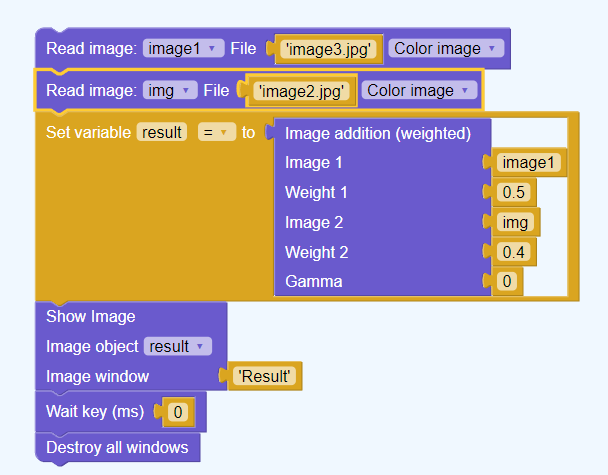 Read image: image1 File 'image3.jpg' Color image
Read image: img File 'image2.jpg' Color image
Set variable result = to Image addition (weighted)
Image 1 image1
Weight 1 0.5
Image 2 img
Weight 2 0.4
Gamma 0
Show Image
Image object result
Image window 'Result'
Wait key (ms) 0
Destroy all windows